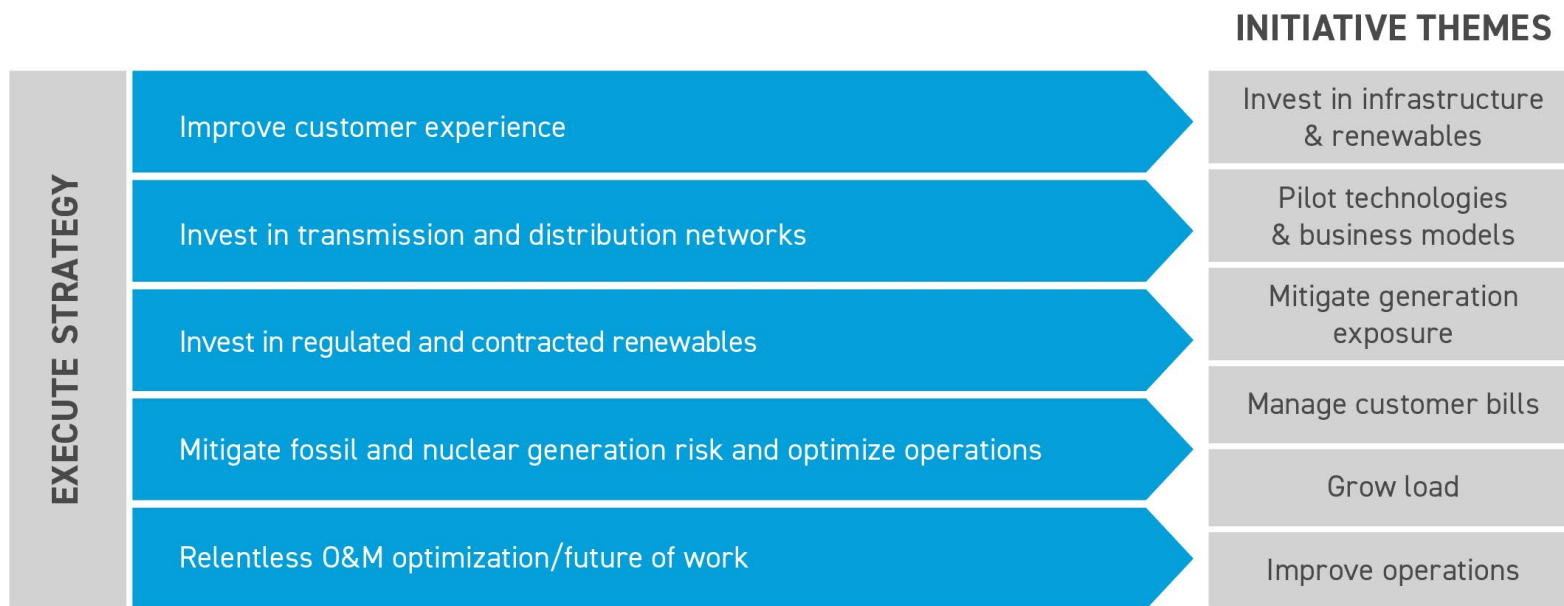 INITIATIVE THEMES
EXECUTE STRATEGY
Improve customer experience
Invest in transmission and distribution networks
Invest in regulated and contracted renewables
Mitigate fossil and nuclear generation risk and optimize operations
Relentless O&M optimization/future of work
Invest in infrastructure
& renewables
Pilot technologies
& business models
Mitigate generation
exposure
Manage customer bills
Grow load
Improve operations